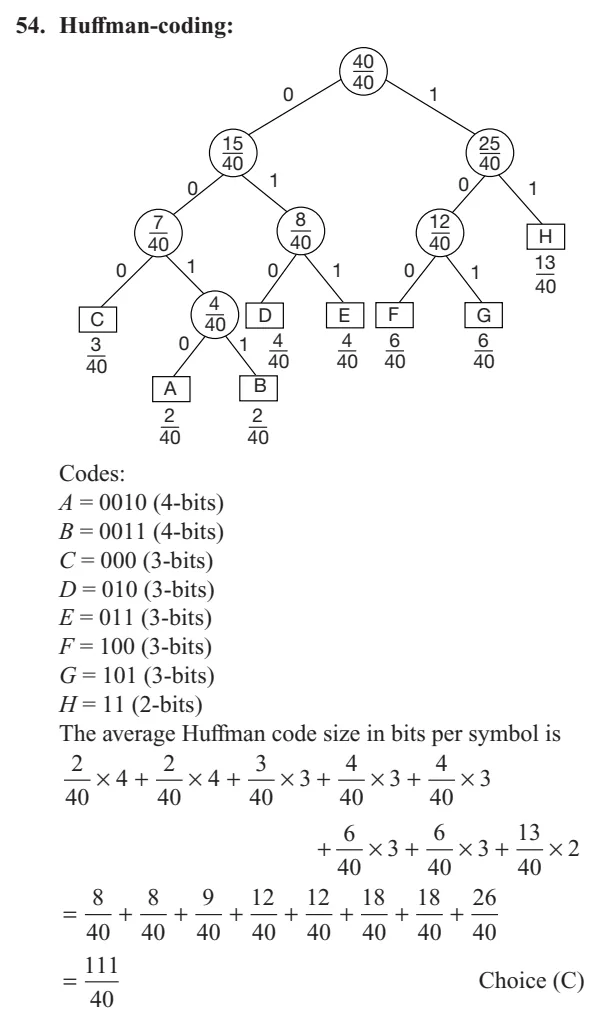 54. Huffman-coding:
40/40
0 1
15/40 25/40
0 1 0 1
7/40 8/40 12/40 H
13/40
0 1 0 1 0 1
C 4/40 D E F G
3/40 0 1 4/40 4/40 6/40 6/40
A B
2/40 2/40
Codes:
A = 0010 (4-bits)
B = 0011 (4-bits)
C = 000 (3-bits)
D = 010 (3-bits)
E = 011 (3-bits)
F = 100 (3-bits)
G = 101 (3-bits)
H = 11 (2-bits)
The average Huffman code size in bits per symbol is
2/40 × 4 + 2/40 × 4 + 3/40 × 3 + 4/40 × 3 + 4/40 × 3
+ 6/40 × 3 + 6/40 × 3 + 13/40 × 2
= 8/40 + 8/40 + 9/40 + 12/40 + 12/40 + 18/40 + 18/40 + 26/40
= 111/40 Choice (C)